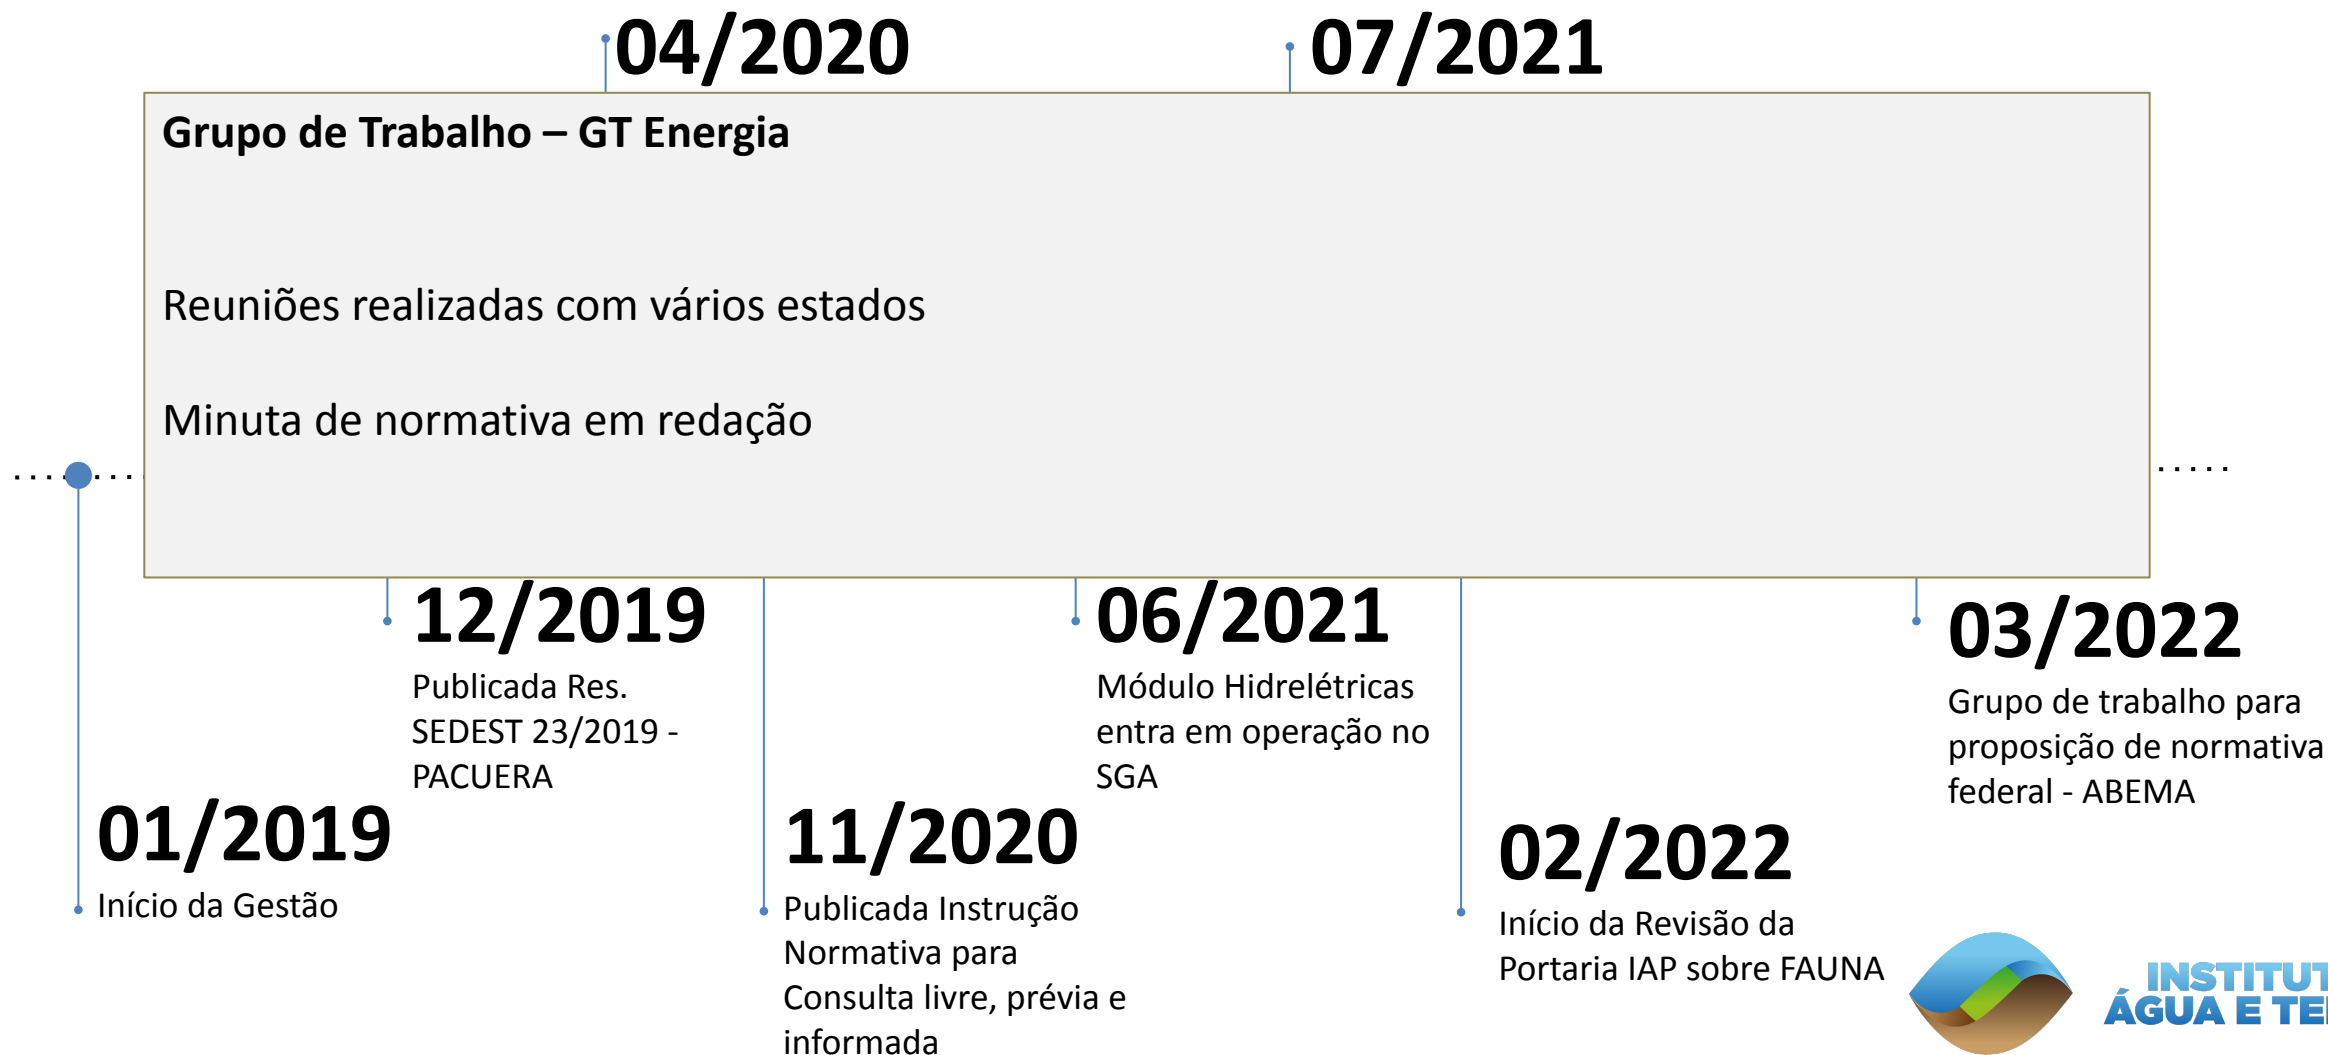 04/2020
07/2021
Grupo de Trabalho – GT Energia
Reuniões realizadas com vários estados
Minuta de normativa em redação
12/2019
Publicada Res.
SEDEST 23/2019 -
PACUERA
06/2021
Módulo Hidrelétricas
entra em operação no
SGA
03/2022
Grupo de trabalho para
proposição de normativa
federal - ABEMA
01/2019
Início da Gestão
11/2020
Publicada Instrução
Normativa para
Consulta livre, prévia e
informada
02/2022
Início da Revisão da
Portaria IAP sobre FAUNA
ÁGUA E